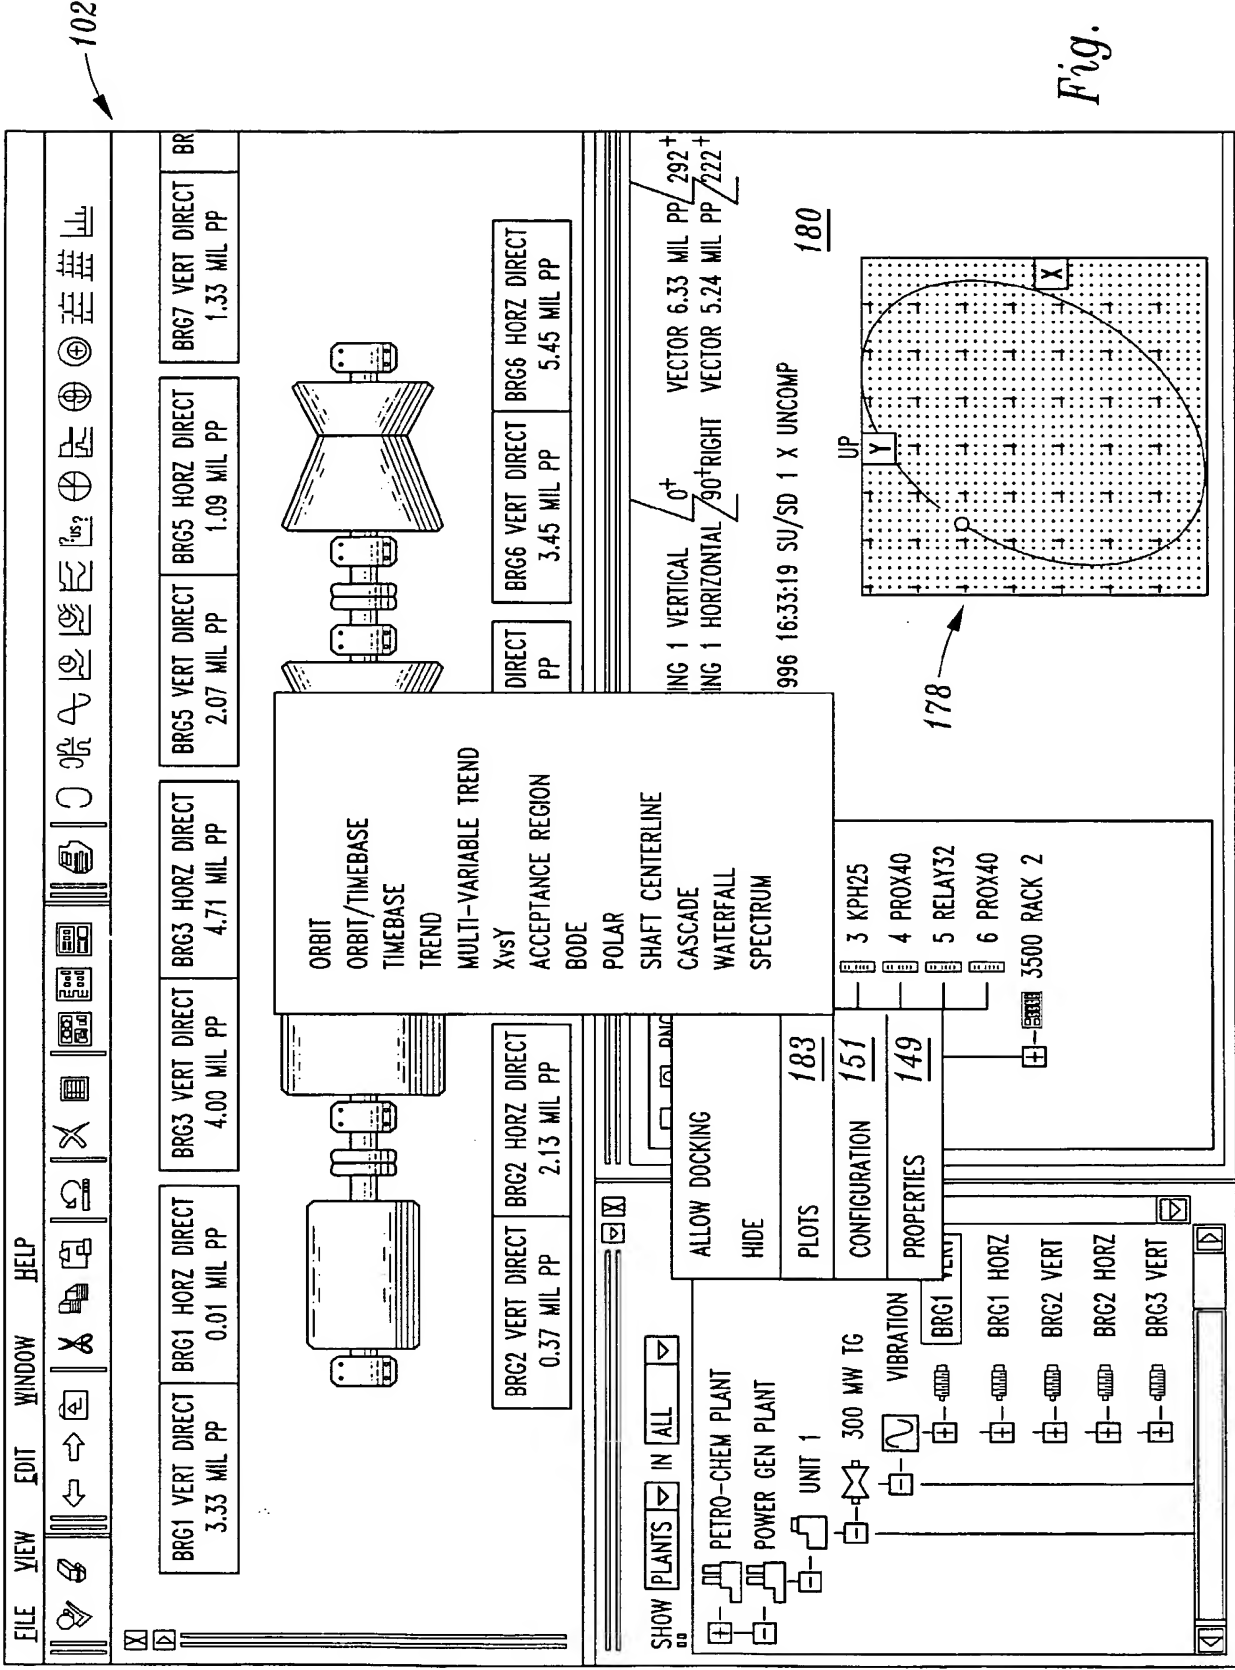 102
FILE VIEW EDIT WINDOW HELP
?us?
BRG1 VERT DIRECT
3.33 MIL PP
BRG1 HORZ DIRECT
0.01 MIL PP
BRG3 VERT DIRECT
4.00 MIL PP
BRG3 HORZ DIRECT
4.71 MIL PP
BRG5 VERT DIRECT
2.07 MIL PP
BRG5 HORZ DIRECT
1.09 MIL PP
BRG7 VERT DIRECT
1.33 MIL PP
BR
BRG2 VERT DIRECT
0.37 MIL PP
BRG2 HORZ DIRECT
2.13 MIL PP
DIRECT
PP
BRG6 VERT DIRECT
3.45 MIL PP
BRG6 HORZ DIRECT
5.45 MIL PP
ORBIT
ORBIT/TIMEBASE
TIMEBASE
TREND
MULTI-VARIABLE TREND
XvsY
ACCEPTANCE REGION
BODE
POLAR
SHAFT CENTERLINE
CASCADE
WATERFALL
SPECTRUM
SHOW PLANTS IN ALL
PETRO-CHEM PLANT
POWER GEN PLANT
UNIT 1
300 MW TG
VIBRATION
BRG1 VERT
BRG1 HORZ
BRG2 VERT
BRG2 HORZ
BRG3 VERT
ALLOW DOCKING
HIDE
PLOTS 183
CONFIGURATION 151
PROPERTIES 149
3 KPH25
4 PROX40
5 RELAY32
6 PROX40
3500 RACK 2
ING 1 VERTICAL 0+ VECTOR 6.33 MIL PP 292+
ING 1 HORIZONTAL 90+RIGHT VECTOR 5.24 MIL PP 222+
996 16:33:19 SU/SD 1 X UNCOMP
180
UP
Y
X
178
Fig.